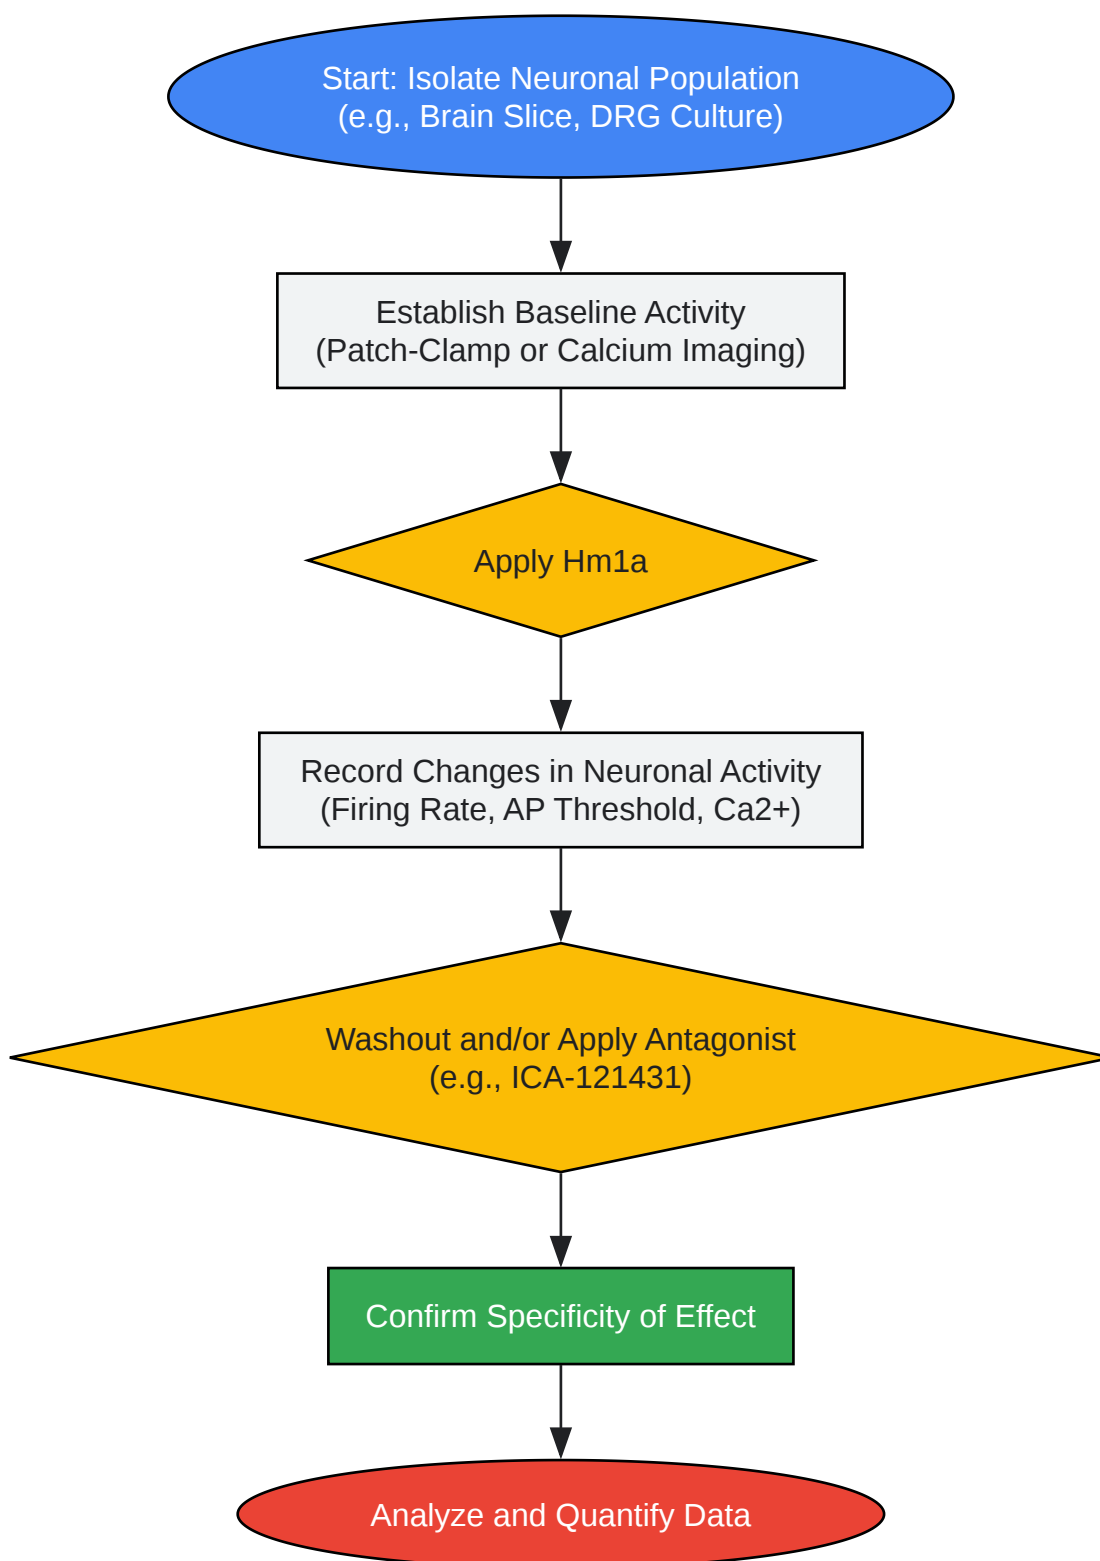 Start: Isolate Neuronal Population
(e.g., Brain Slice, DRG Culture)
Establish Baseline Activity
(Patch-Clamp or Calcium Imaging)
Apply Hm1a
Record Changes in Neuronal Activity
(Firing Rate, AP Threshold, Ca2+)
Washout and/or Apply Antagonist
(e.g., ICA-121431)
Confirm Specificity of Effect
Analyze and Quantify Data